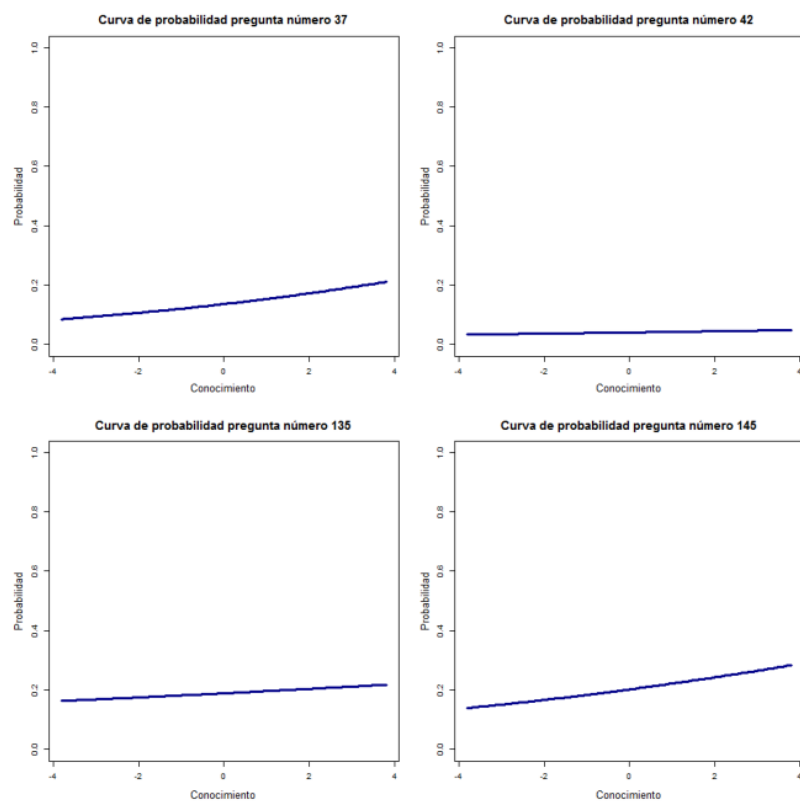 Curva de probabilidad pregunta número 37
1.0
0.8
0.6
0.4
0.2
0.0
Probabilidad
-4 -2 0 2 4
Conocimiento
Curva de probabilidad pregunta número 42
1.0
0.8
0.6
0.4
0.2
0.0
Probabilidad
-4 -2 0 2 4
Conocimiento
Curva de probabilidad pregunta número 135
1.0
0.8
0.6
0.4
0.2
0.0
Probabilidad
-4 -2 0 2 4
Conocimiento
Curva de probabilidad pregunta número 145
1.0
0.8
0.6
0.4
0.2
0.0
Probabilidad
-4 -2 0 2 4
Conocimiento